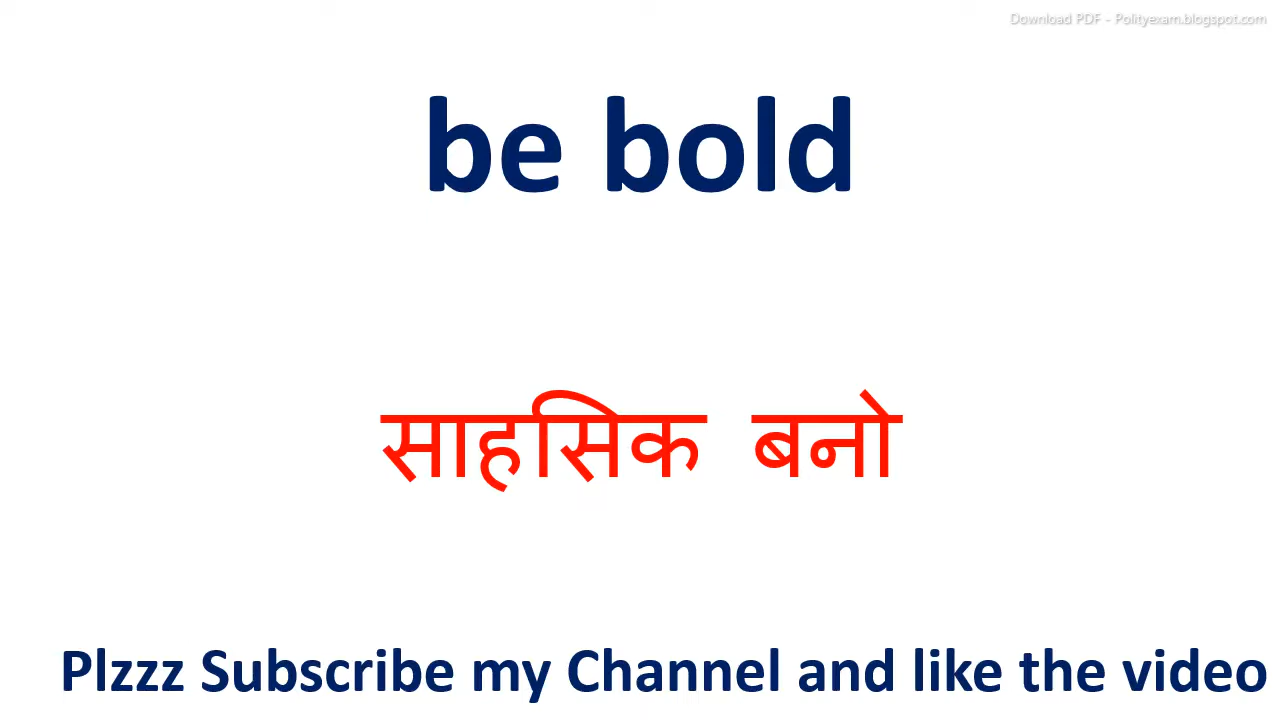 Download PDF - Polityexam.blogspot.com
be bold
साहसिक बनो
Plzzz Subscribe my Channel and like the video